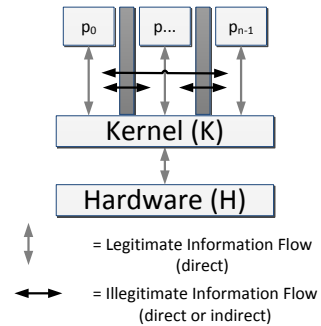 p0 p... pn-1
Kernel (K)
Hardware (H)
= Legitimate Information Flow
(direct)
= Illegitimate Information Flow
(direct or indirect)